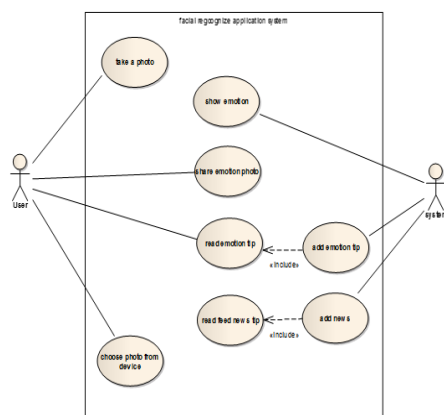 facial regcognize application system
take a photo
show emotion
share emotion photo
User
system
read emotion tip
add emotion tip
«include»
read feed news tip
add news
«include»
choose photo from
device